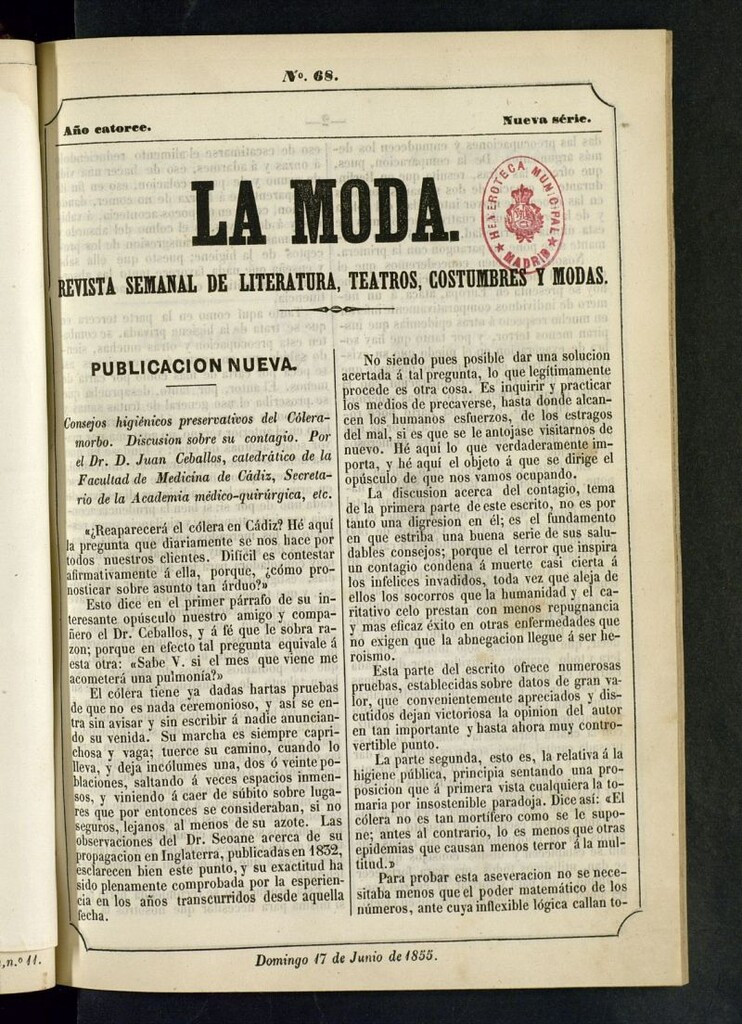 Nº. 68.
Año catorce.
Nueva série.
LA MODA.
HEMEROTECA MUNICIPAL
MADRID
REVISTA SEMANAL DE LITERATURA, TEATROS, COSTUMBRES Y MODAS.
PUBLICACION NUEVA.
Consejos higiénicos preservativos del Cólera-
morbo. Discusion sobre su contagio. Por
el Dr. D. Juan Ceballos, catedrático de la
Facultad de Medicina de Cádiz, Secreta-
rio de la Academia médico-quirúrgica, etc.
«¿Reaparecerá el cólera en Cádiz? Hé aquí
la pregunta que diariamente se nos hace por
todos nuestros clientes. Difícil es contestar
afirmativamente á ella, porque, ¿cómo pro-
nosticar sobre asunto tan árduo?»
Esto dice en el primer párrafo de su in-
teresante opúsculo nuestro amigo y compa-
ñero el Dr. Ceballos, y á fé que le sobra ra-
zon; porque en efecto tal pregunta equivale á
esta otra: «Sabe V. si el mes que viene me
acometerá una pulmonía?»
El cólera tiene ya dadas hartas pruebas
de que no es nada ceremonioso, y así se en-
tra sin avisar y sin escribir á nadie anuncian-
do su venida. Su marcha es siempre capri-
chosa y vaga; tuerce su camino, cuando lo
lleva, y deja incólumes una, dos ó veinte po-
blaciones, saltando á veces espacios inmen-
sos, y viniendo á caer de súbito sobre luga-
res que por entonces se consideraban, si no
seguros, lejanos al menos de su azote. Las
observaciones del Dr. Seoane acerca de su
propagacion en Inglaterra, publicadas en 1832,
esclarecen bien este punto, y su exactitud ha
sido plenamente comprobada por la esperien-
cia en los años transcurridos desde aquella
fecha.
No siendo pues posible dar una solucion
acertada á tal pregunta, lo que legítimamente
procede es otra cosa. Es inquirir y practicar
los medios de precaverse, hasta donde alcan-
cen los humanos esfuerzos, de los estragos
del mal, si es que se le antojase visitarnos de
nuevo. Hé aquí lo que verdaderamente im-
porta, y hé aquí el objeto á que se dirige el
opúsculo de que nos vamos ocupando.
La discusion acerca del contagio, tema
de la primera parte de este escrito, no es por
tanto una digresion en él; es el fundamento
en que estriba una buena serie de sus salu-
dables consejos; porque el terror que inspira
un contagio condena á muerte casi cierta á
los infelices invadidos, toda vez que aleja de
ellos los socorros que la humanidad y el ca-
ritativo celo prestan con menos repugnancia
y mas eficaz éxito en otras enfermedades que
no exigen que la abnegacion llegue á ser he-
roismo.
Esta parte del escrito ofrece numerosas
pruebas, establecidas sobre datos de gran va-
lor, que convenientemente apreciados y dis-
cutidos dejan victoriosa la opinion del autor
en tan importante y hasta ahora muy contro-
vertible punto.
La parte segunda, esto es, la relativa á la
higiene pública, principia sentando una pro-
posicion que á primera vista cualquiera la to-
maria por insostenible paradoja. Dice asi: «El
cólera no es tan mortífero como se le supo-
ne; antes al contrario, lo es menos que otras
epidemias que causan menos terror á la mul-
titud.»
Para probar esta aseveracion no se nece-
sitaba menos que el poder matemático de los
números, ante cuya inflexible lógica callan to-
Domingo 17 de Junio de 1855.
, n.º 11.